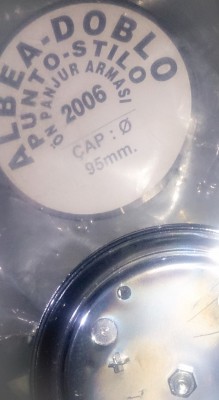 ALBEA-DOBLO
PUNTO-STILO
ÖN PANJUR ARMASI
2006
ÇAP : Ø
95mm.